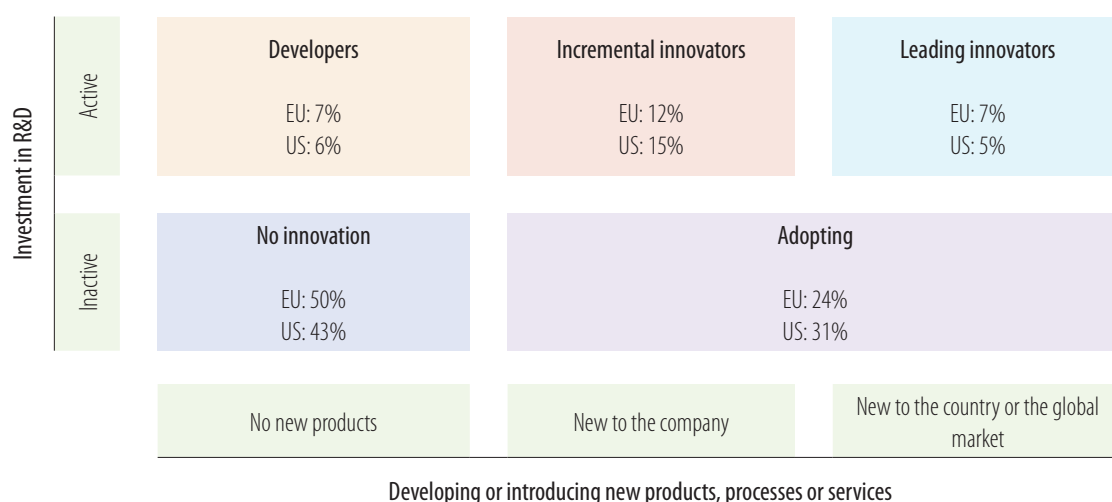 Investment in R&D
Active
Developers
EU: 7%
US: 6%
Incremental innovators
EU: 12%
US: 15%
Leading innovators
EU: 7%
US: 5%
Inactive
No innovation
EU: 50%
US: 43%
Adopting
EU: 24%
US: 31%
No new products
New to the company
New to the country or the global
market
Developing or introducing new products, processes or services